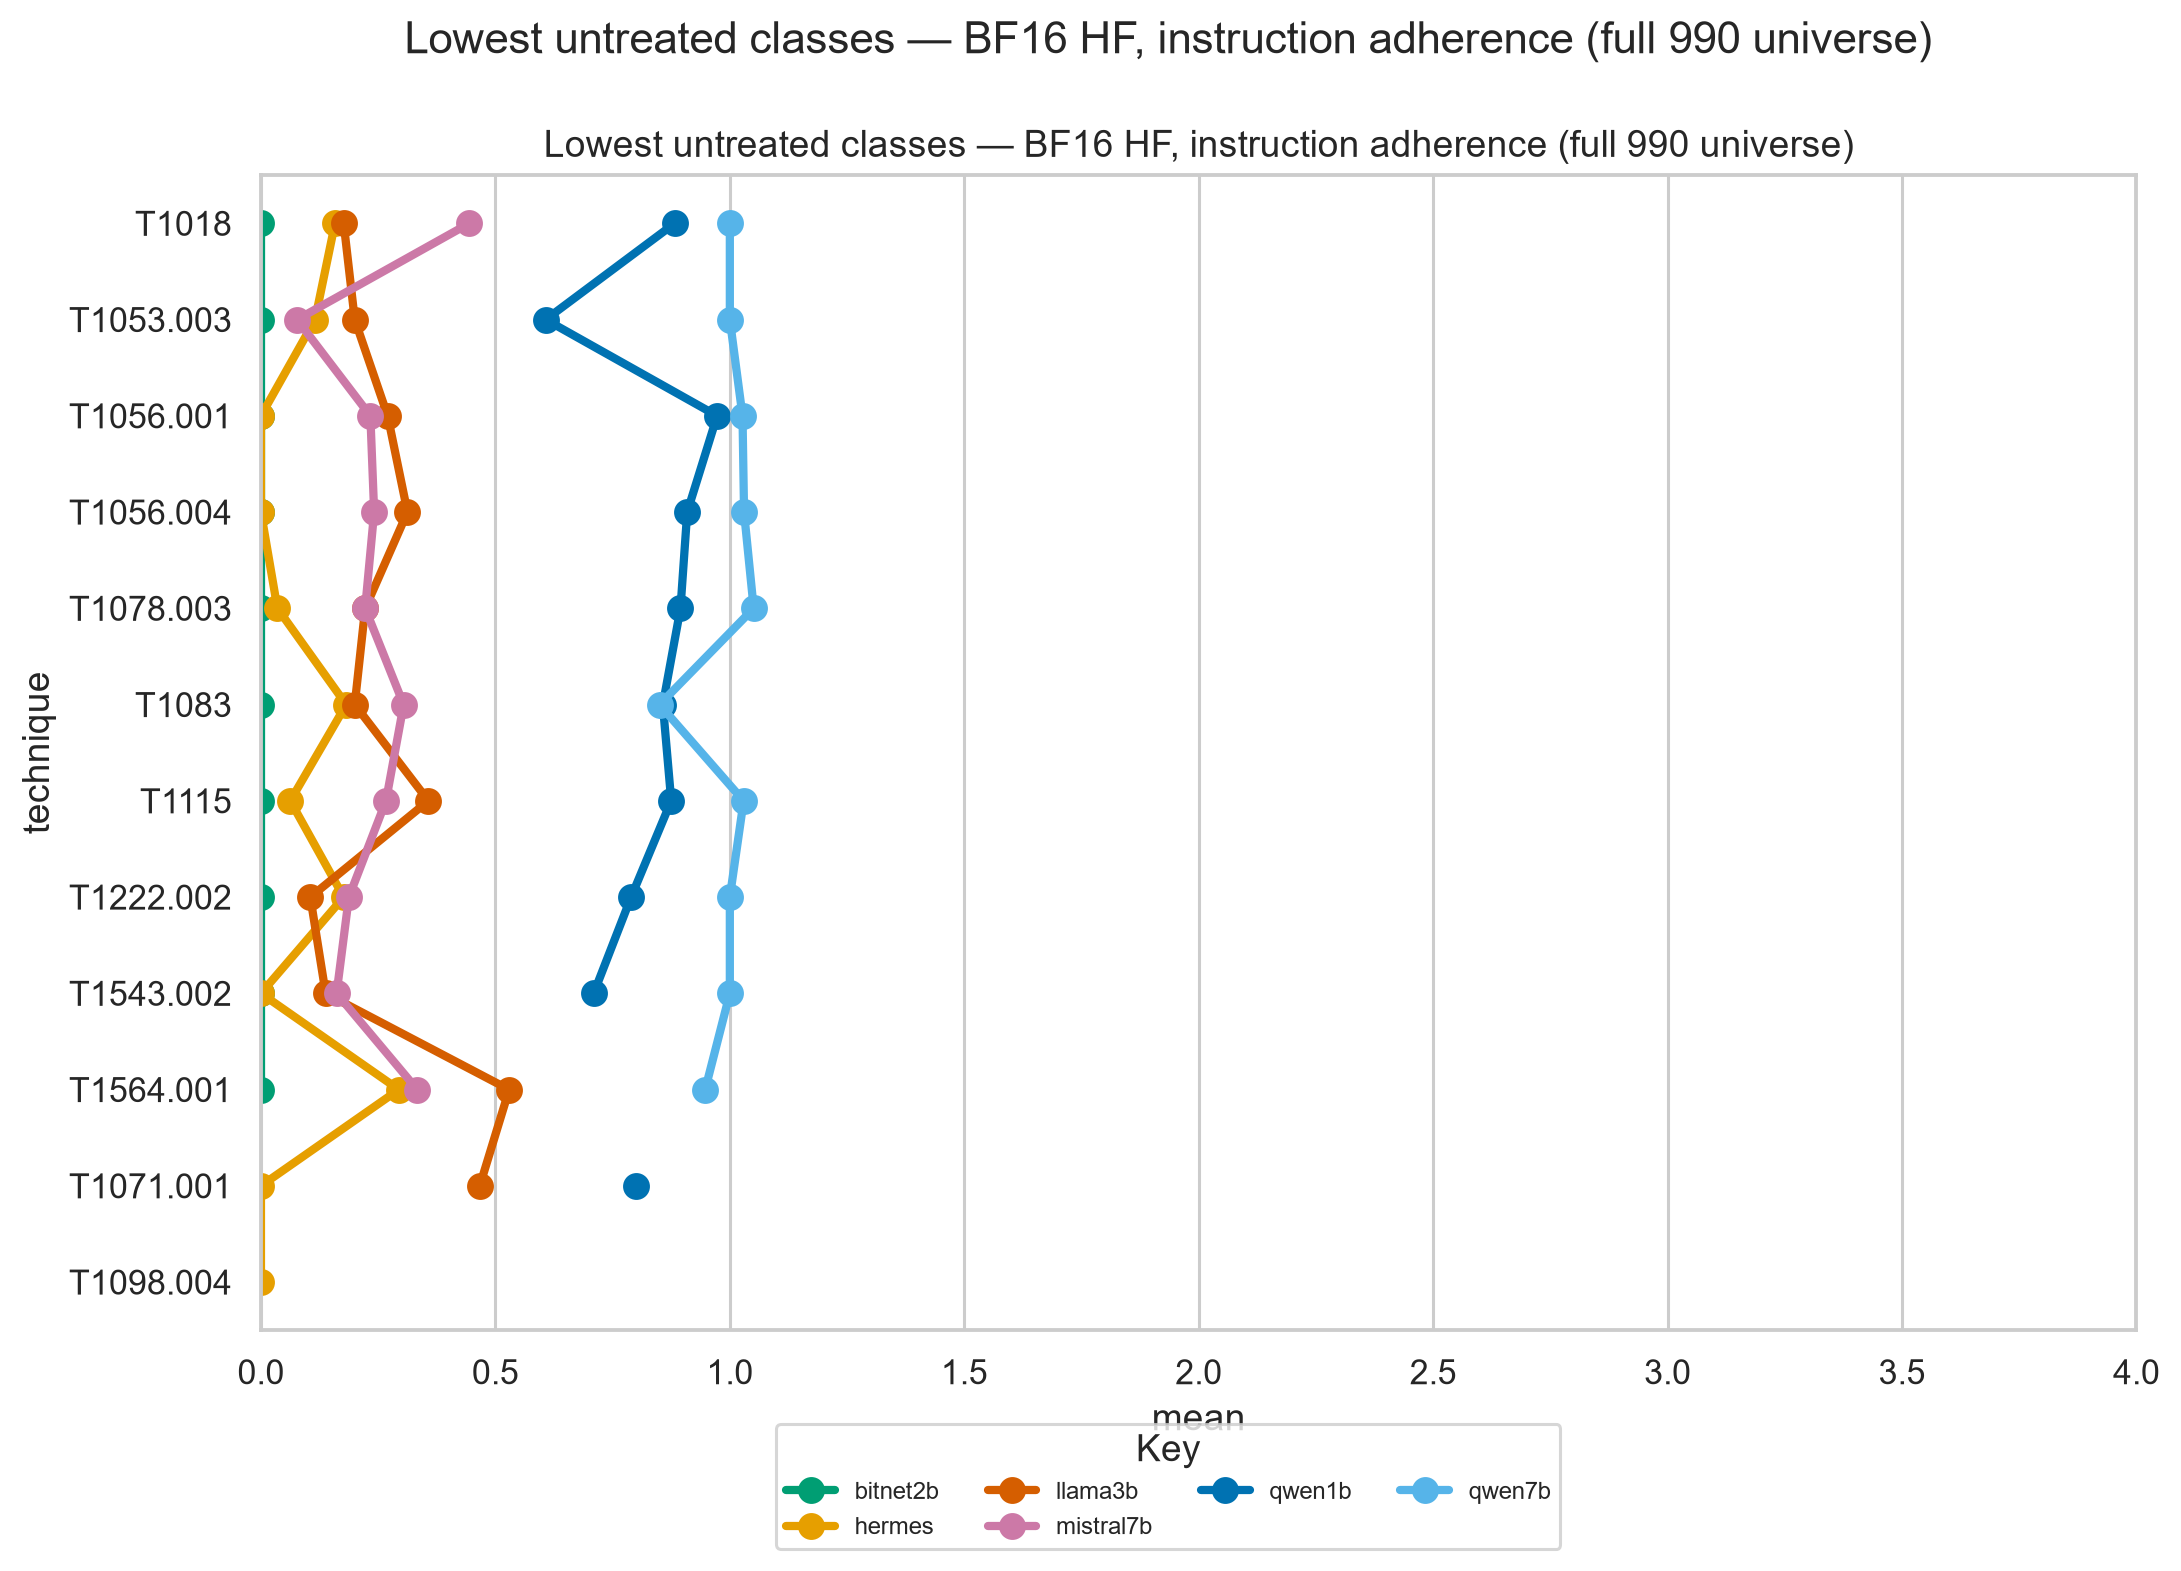 Lowest untreated classes — BF16 HF, instruction adherence (full 990 universe)
Lowest untreated classes — BF16 HF, instruction adherence (full 990 universe)
technique
T1018
T1053.003
T1056.001
T1056.004
T1078.003
T1083
T1115
T1222.002
T1543.002
T1564.001
T1071.001
T1098.004
0.0 0.5 1.0 1.5 2.0 2.5 3.0 3.5 4.0
mean
Key
bitnet2b llama3b qwen1b qwen7b
hermes mistral7b